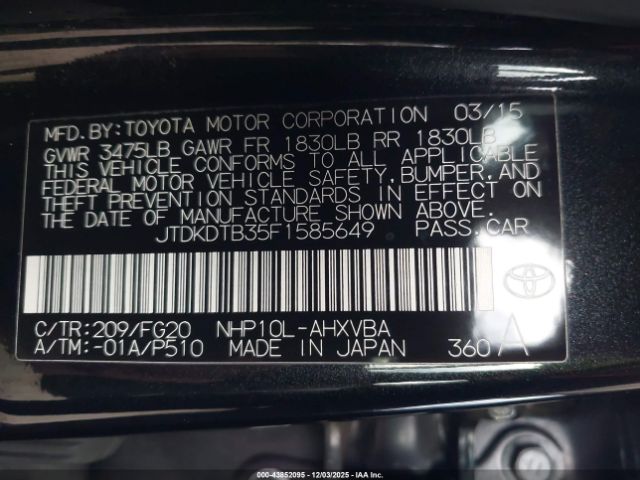 MFD.BY:TOYOTA MOTOR CORPORATION 03/15
GVWR 3475LB GAWR FR 1830LB RR 1830LB
THIS VEHICLE CONFORMS TO ALL APPLICABLE
FEDERAL MOTOR VEHICLE SAFETY, BUMPER, AND
THEFT PREVENTION STANDARDS IN EFFECT ON
THE DATE OF MANUFACTURE SHOWN ABOVE.
JTDKDTB35F1585649 PASS.CAR
C/TR:209/FG20 NHP10L-AHXVBA
A/TM:-01A/P510 MADE IN JAPAN 360 A
000-43852095 - 12/03/2025 - IAA Inc.